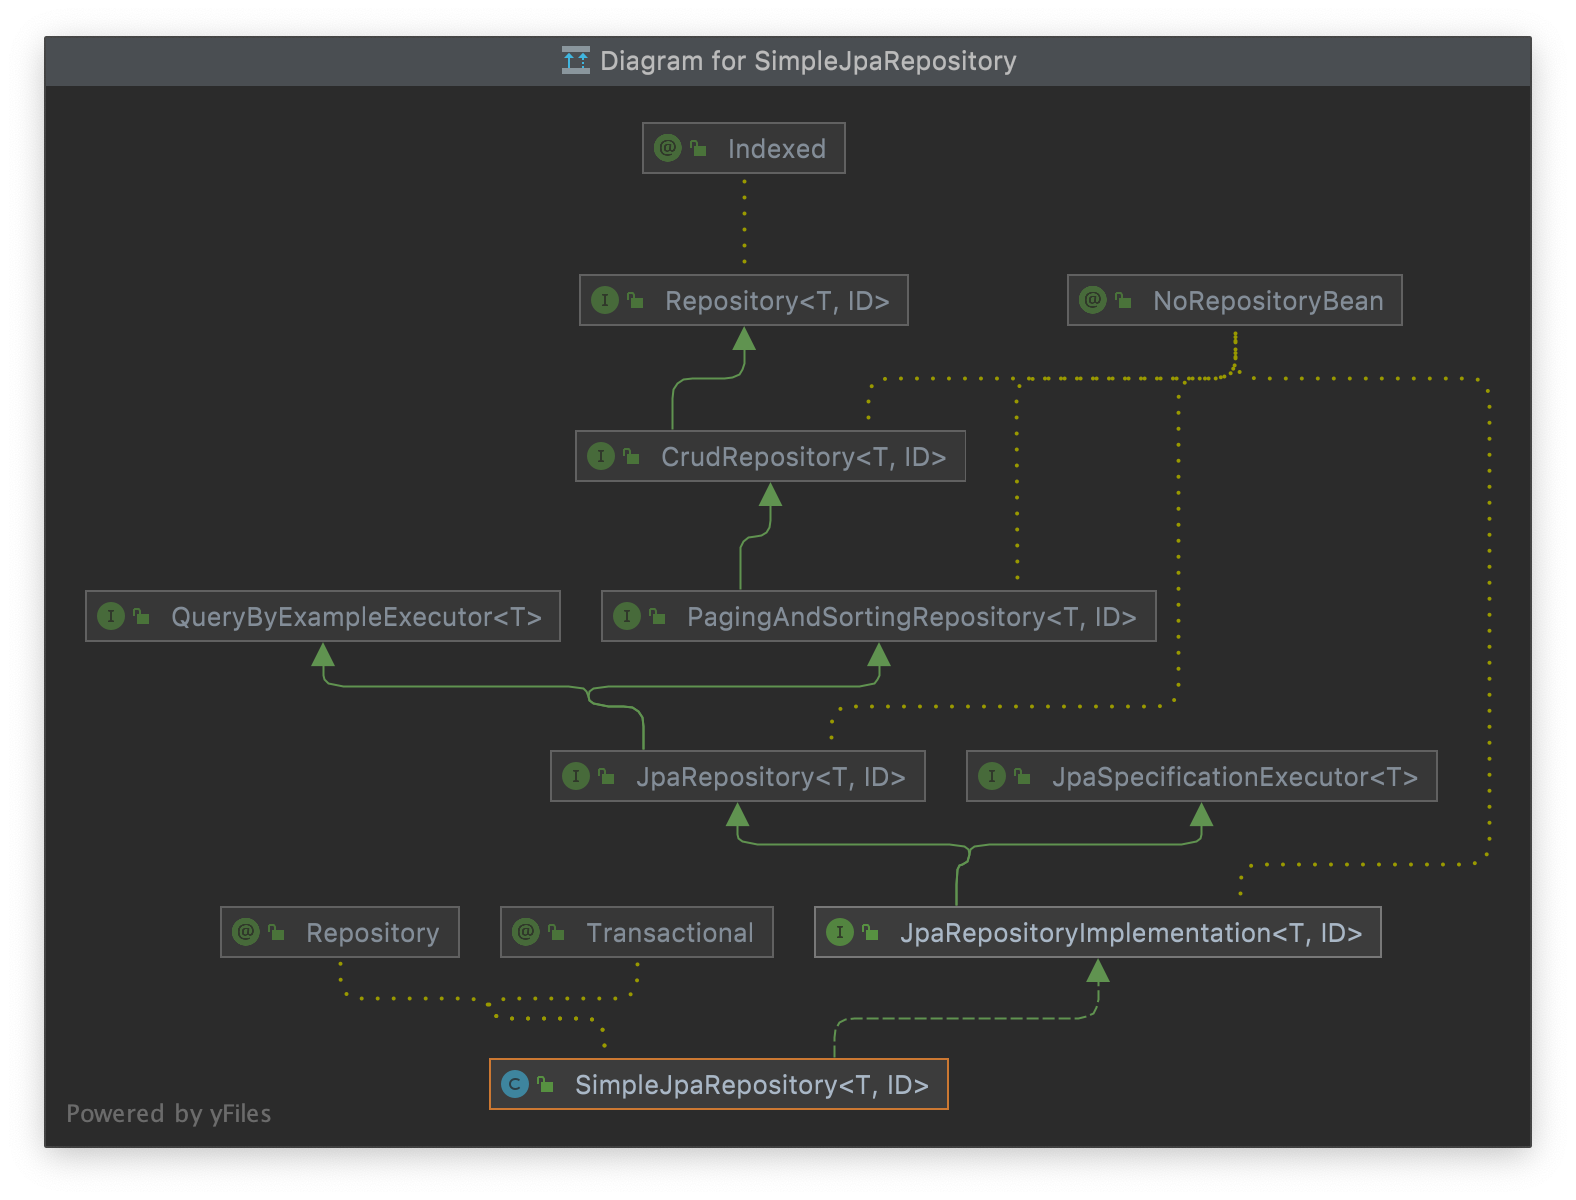 Diagram for SimpleJpaRepository
@ Indexed
I Repository<T, ID>
@ NoRepositoryBean
I CrudRepository<T, ID>
I QueryByExampleExecutor<T>
I PagingAndSortingRepository<T, ID>
I JpaRepository<T, ID>
I JpaSpecificationExecutor<T>
@ Repository
@ Transactional
I JpaRepositoryImplementation<T, ID>
C SimpleJpaRepository<T, ID>
Powered by yFiles